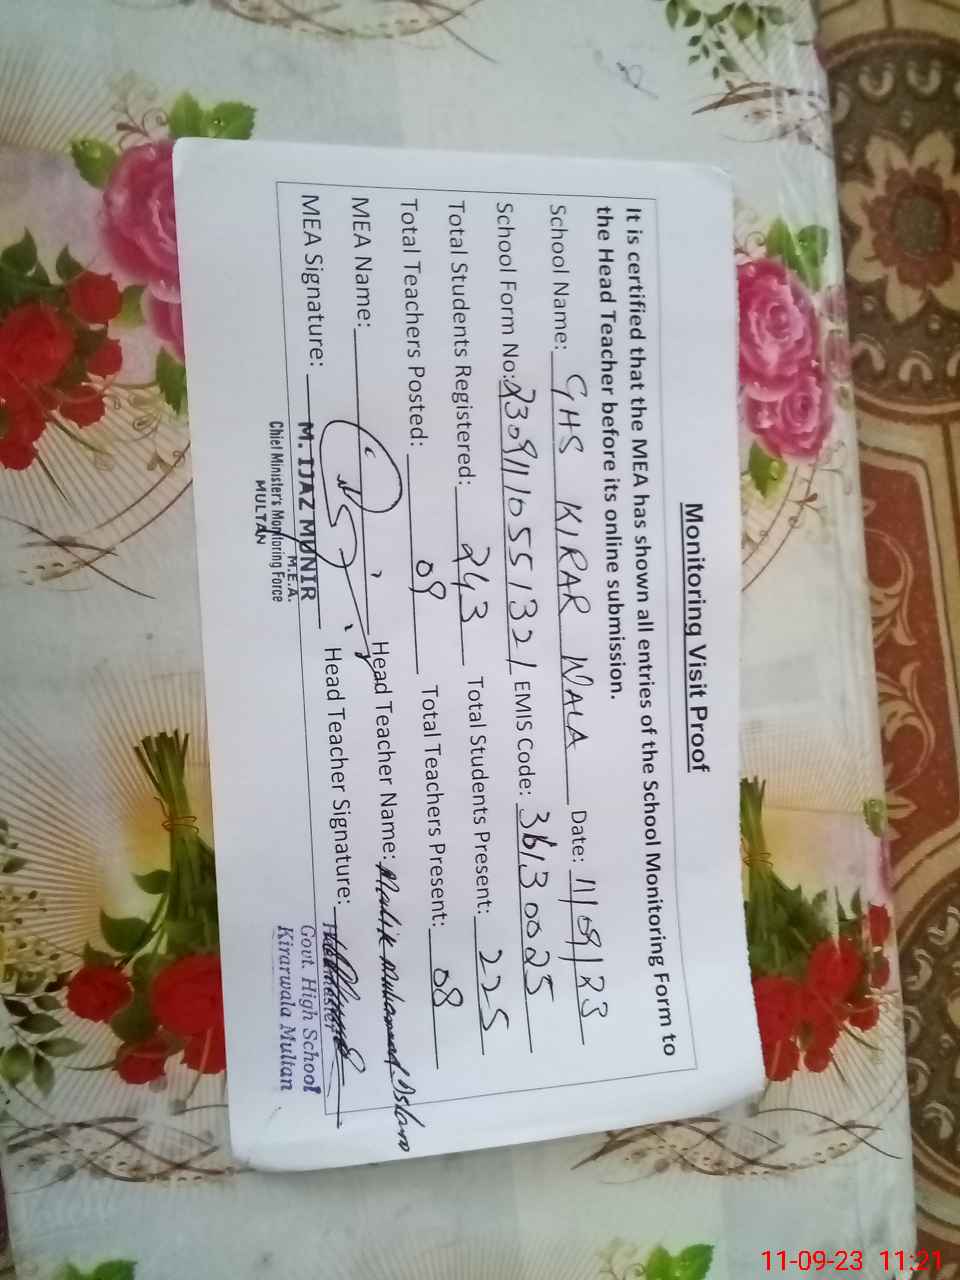 Monitoring Visit Proof
It is certified that the MEA has shown all entries of the School Monitoring Form to
the Head Teacher before its online submission.
School Name: GHS KIRAR WALA Date: 11/09/23
School Form No: 23091110551321 EMIS Code: 36130025
Total Students Registered: 243 Total Students Present: 225
Total Teachers Posted: 09 Total Teachers Present: 08
MEA Name: Head Teacher Name: Malik Muhammad Aslam
MEA Signature: Head Teacher Signature:
M. IJAZ MUNIR
M.E.A.
Chief Minister's Monitoring Force
MULTAN
Headmaster
Govt. High School
Kirarwala Multan
11-09-23 11:21